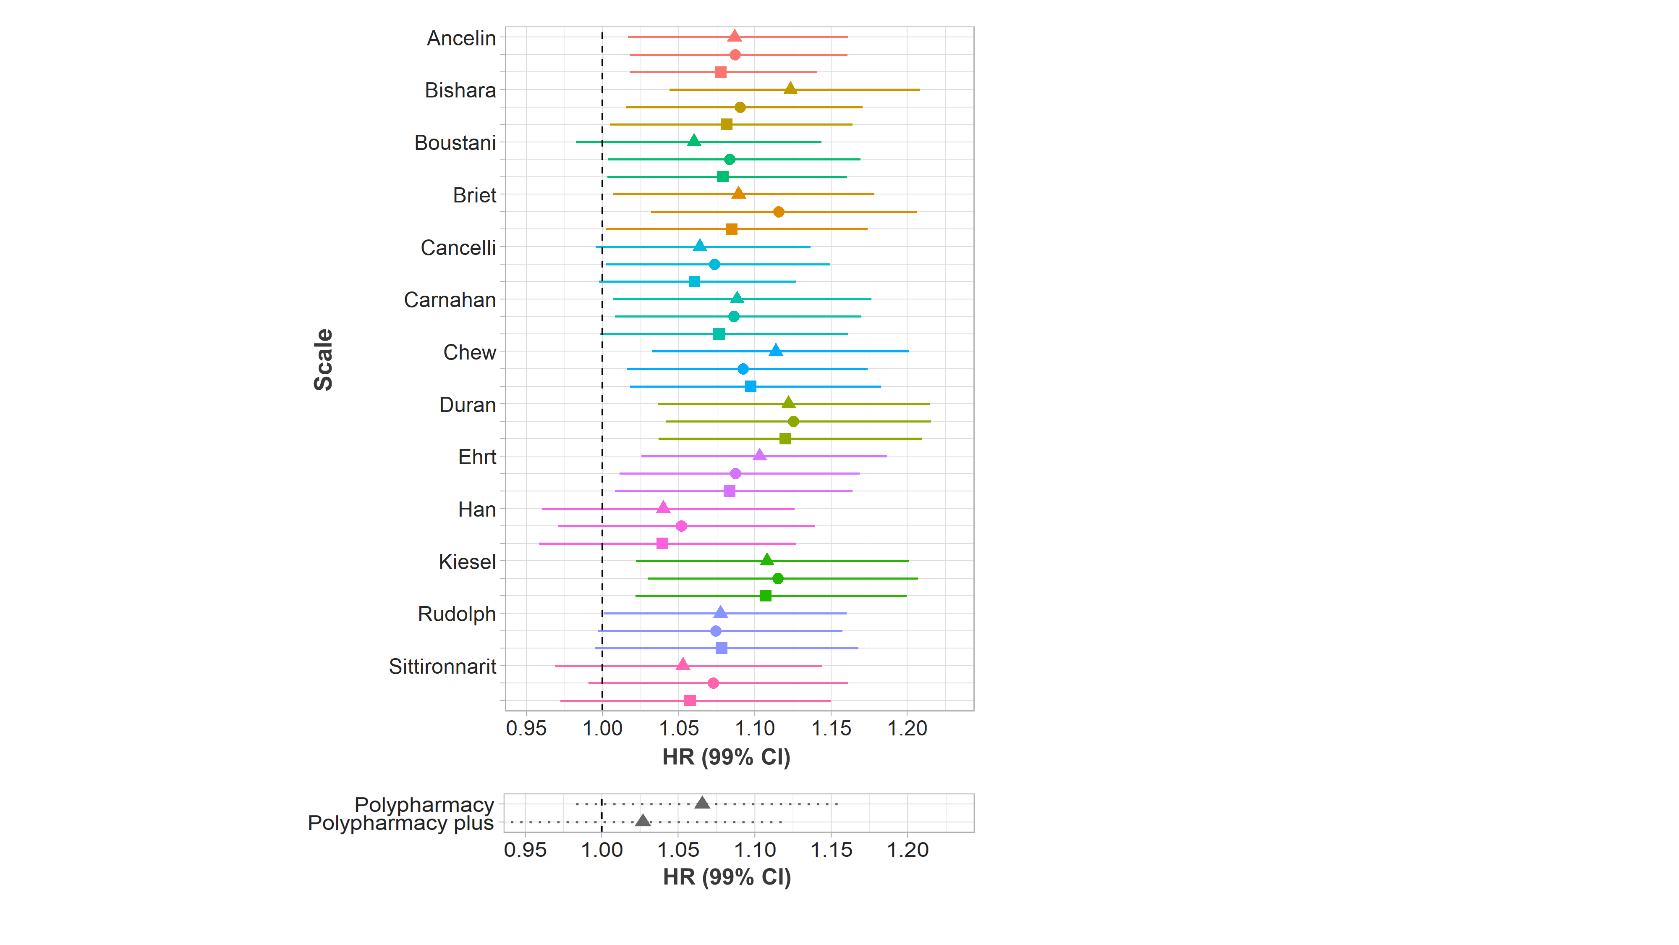 Ancelin
Bishara
Boustani
Briet
Cancelli
Carnahan
Chew
Duran
Ehrt
Han
Kiesel
Rudolph
Sittironnarit
Scale
0.95 1.00 1.05 1.10 1.15 1.20
HR (99% CI)
Polypharmacy
Polypharmacy plus
0.95 1.00 1.05 1.10 1.15 1.20
HR (99% CI)